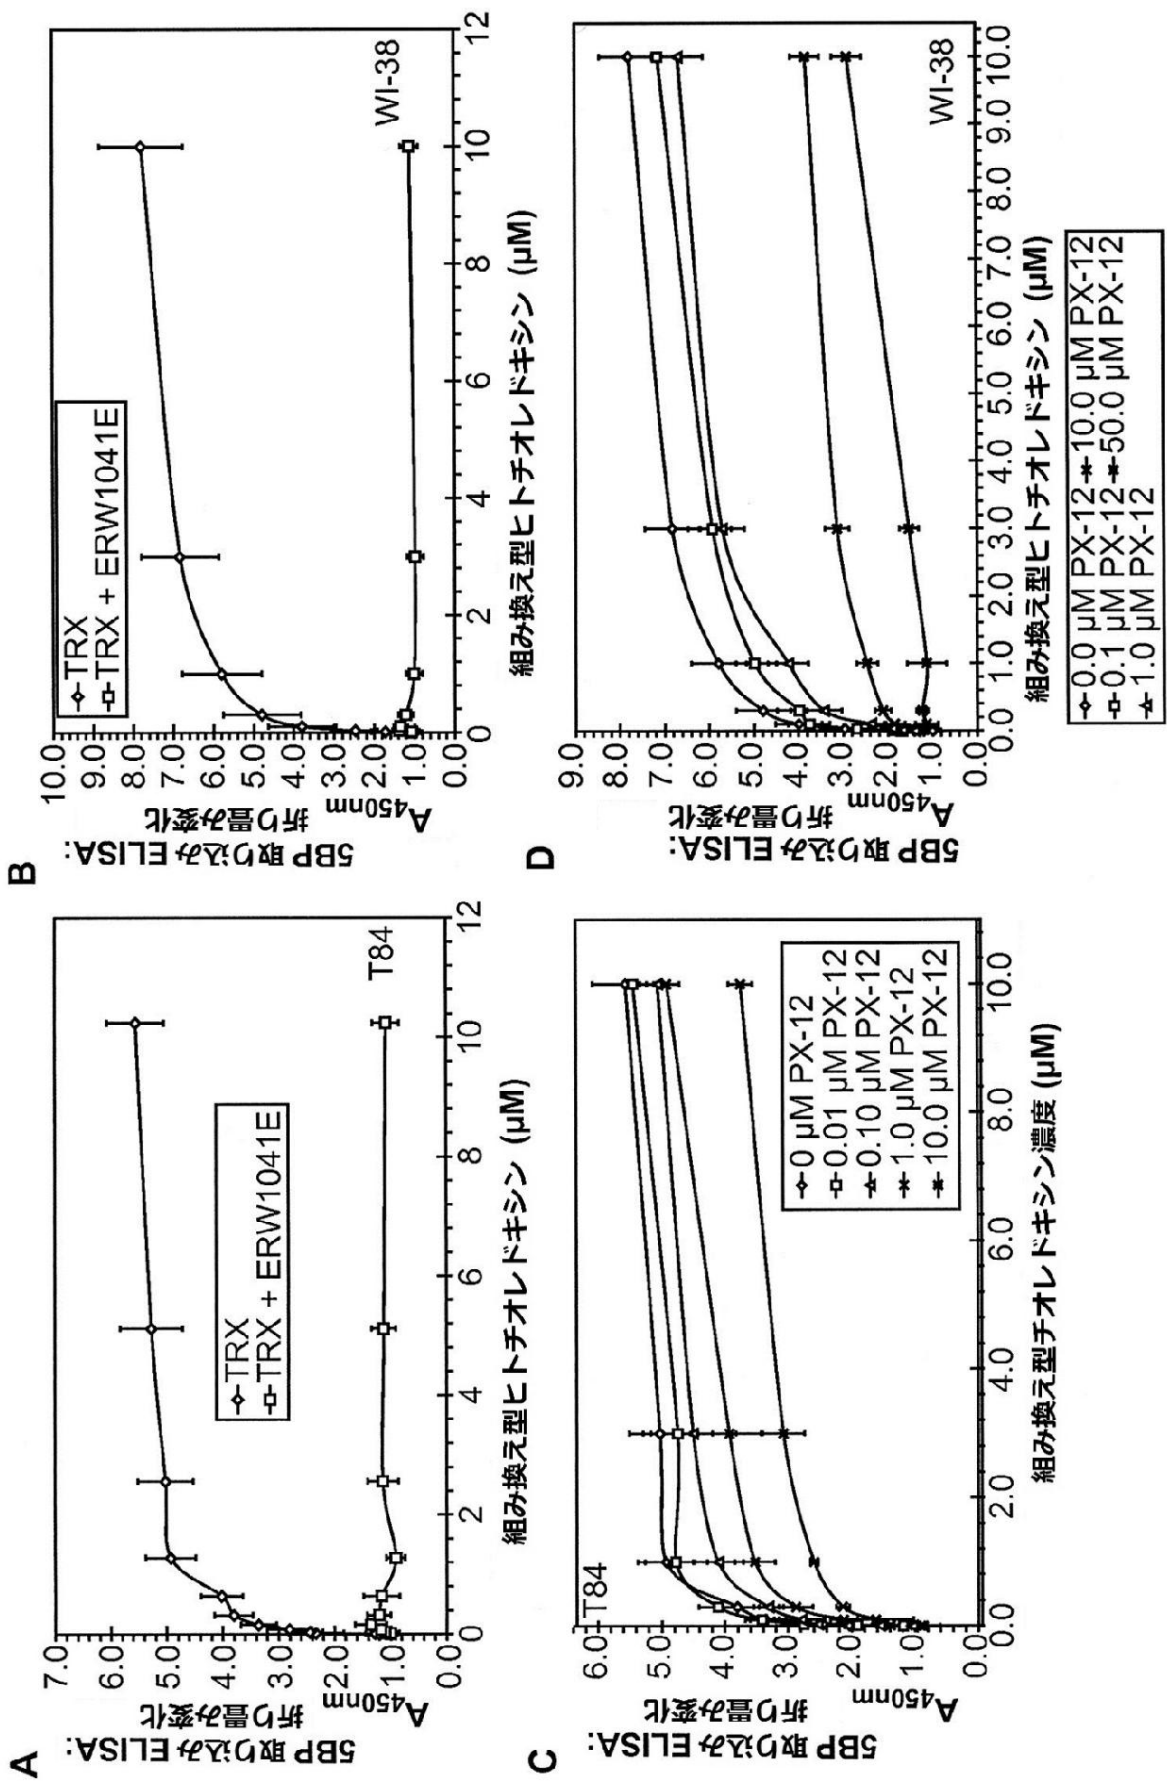 A
5BP 取り込み ELISA:
折り畳み変化
A450nm
7.0
6.0
5.0
4.0
3.0
2.0
1.0
0.0
TRX
TRX + ERW1041E
T84
0
2
4
6
8
10
12
組み換え型ヒトチオレドキシン (μM)
B
5BP 取り込み ELISA:
折り畳み変化
A450nm
10.0
9.0
8.0
7.0
6.0
5.0
4.0
3.0
2.0
1.0
0.0
TRX
TRX + ERW1041E
WI-38
0
2
4
6
8
10
12
組み換え型ヒトチオレドキシン (μM)
C
5BP 取り込み ELISA:
折り畳み変化
A450nm
6.0
5.0
4.0
3.0
2.0
1.0
0.0
T84
0 μM PX-12
0.01 μM PX-12
0.10 μM PX-12
1.0 μM PX-12
10.0 μM PX-12
0.0
2.0
4.0
6.0
8.0
10.0
組み換え型チオレドキシン濃度 (μM)
D
5BP 取り込み ELISA:
折り畳み変化
A450nm
9.0
8.0
7.0
6.0
5.0
4.0
3.0
2.0
1.0
0.0
WI-38
0.0
1.0
2.0
3.0
4.0
5.0
6.0
7.0
8.0
9.0
10.0
組み換え型ヒトチオレドキシン (μM)
0.0 μM PX-12 10.0 μM PX-12
0.1 μM PX-12 50.0 μM PX-12
1.0 μM PX-12